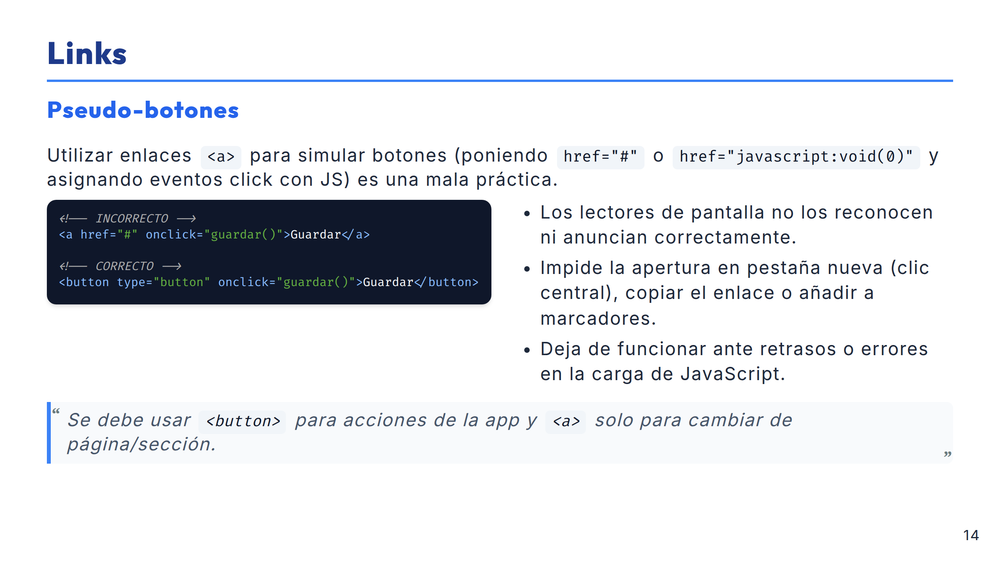 Links
Pseudo-botones
Utilizar enlaces <a> para simular botones (poniendo href="#" o href="javascript:void(0)" y
asignando eventos click con JS) es una mala práctica.
<!-- INCORRECTO -->
<a href="#" onclick="guardar()">Guardar</a>
<!-- CORRECTO -->
<button type="button" onclick="guardar()">Guardar</button>
• Los lectores de pantalla no los reconocen
ni anuncian correctamente.
• Impide la apertura en pestaña nueva (clic
central), copiar el enlace o añadir a
marcadores.
• Deja de funcionar ante retrasos o errores
en la carga de JavaScript.
“ Se debe usar <button> para acciones de la app y <a> solo para cambiar de
página/sección. ”
14